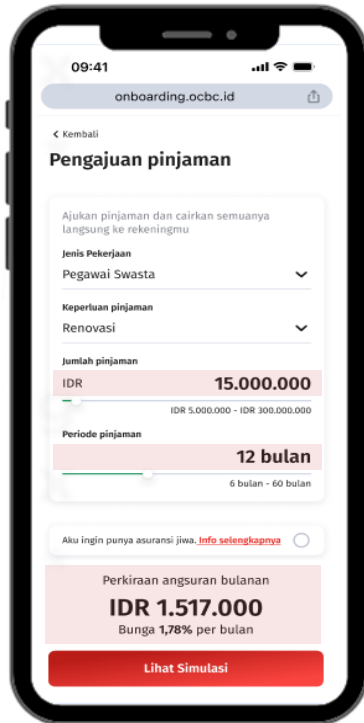 09:41
onboarding.ocbc.id
Kembali
Pengajuan pinjaman
Ajukan pinjaman dan cairkan semuanya
langsung ke rekeningmu
Jenis Pekerjaan
Pegawai Swasta
Keperluan pinjaman
Renovasi
Jumlah pinjaman
IDR 15.000.000
IDR 5.000.000 - IDR 300.000.000
Periode pinjaman
12 bulan
6 bulan - 60 bulan
Aku ingin punya asuransi jiwa. Info selengkapnya
Perkiraan angsuran bulanan
IDR 1.517.000
Bunga 1,78% per bulan
Lihat Simulasi